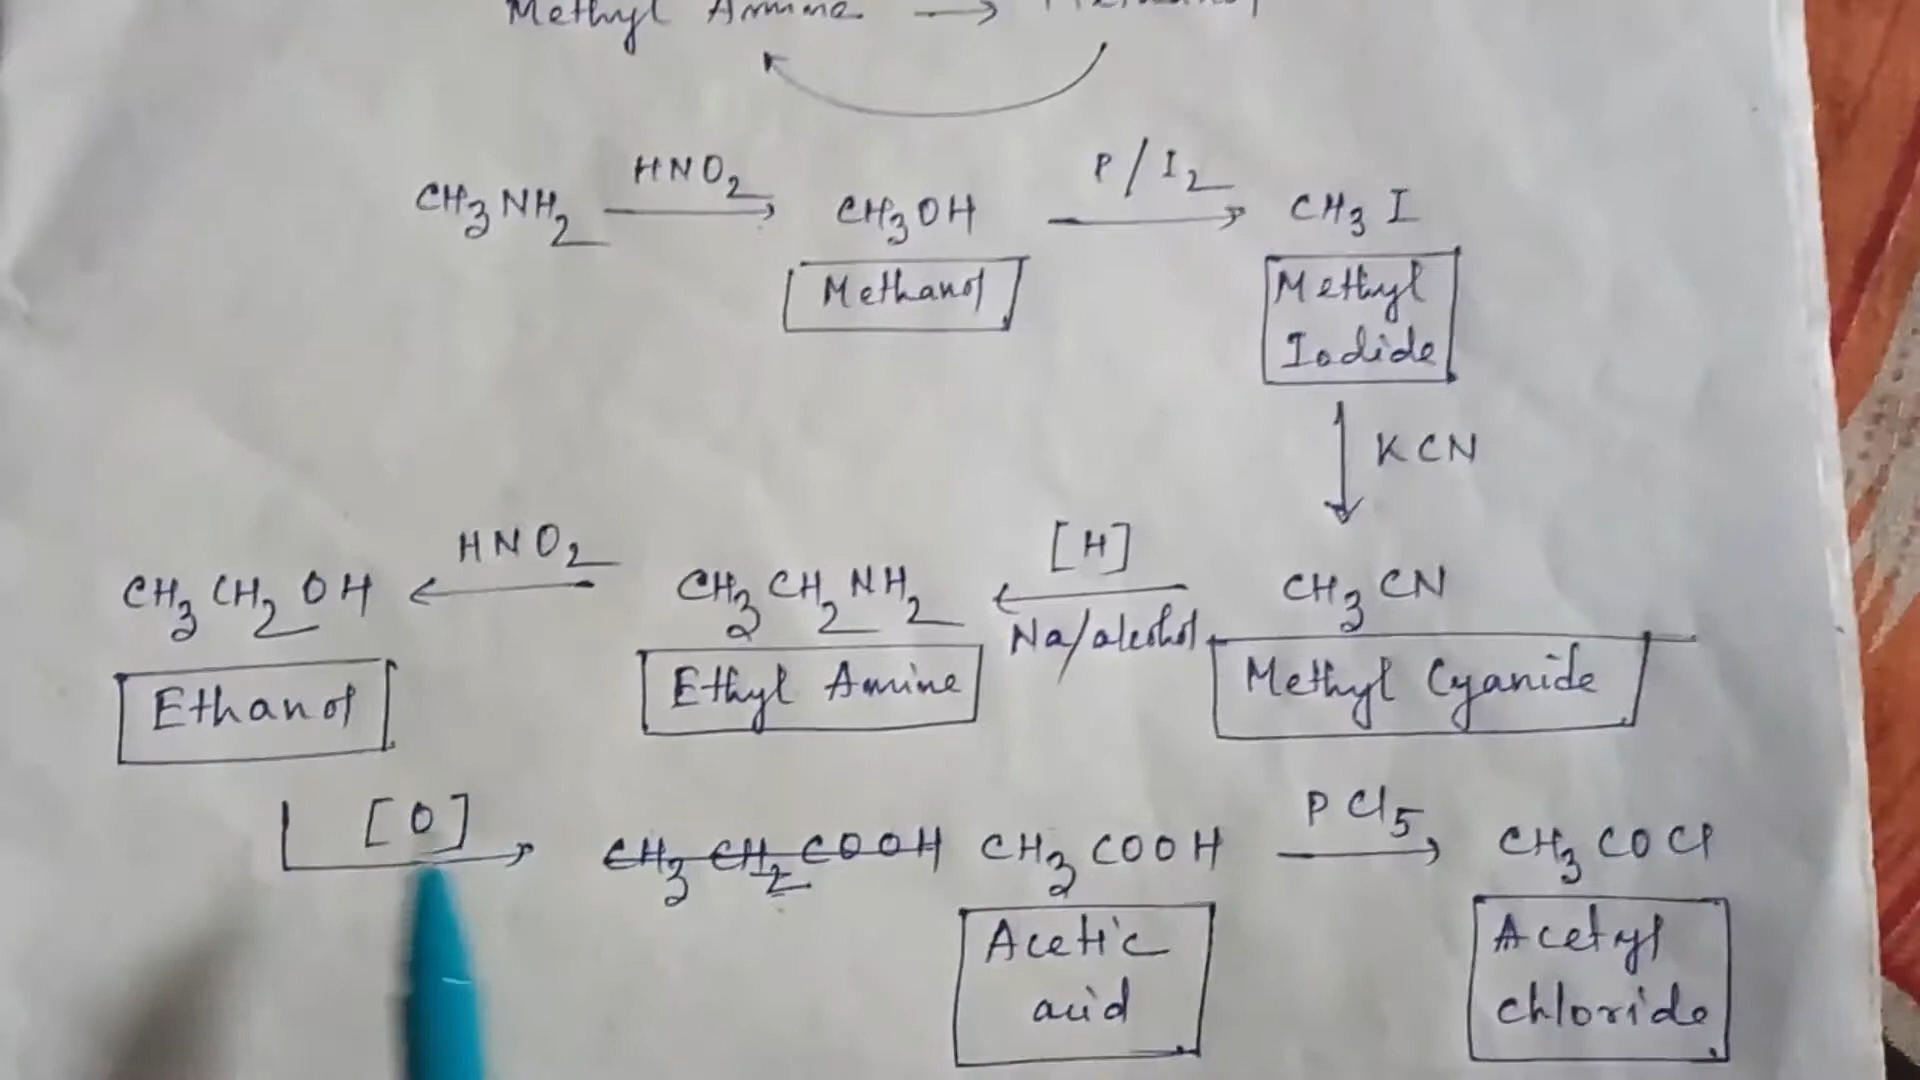 Methyl Amine →
CH3NH2 HNO2 → CH3OH P/I2 → CH3I
Methanol
Methyl
Iodide
↓ KCN
CH3CH2OH ← HNO2 CH3CH2NH2 ← [H] Na/alcohol CH3CN
Ethanol Ethyl Amine Methyl Cyanide
[O] → CH3CH2COOH CH3COOH PCl5 → CH3COCl
Acetic
acid
Acetyl
chloride